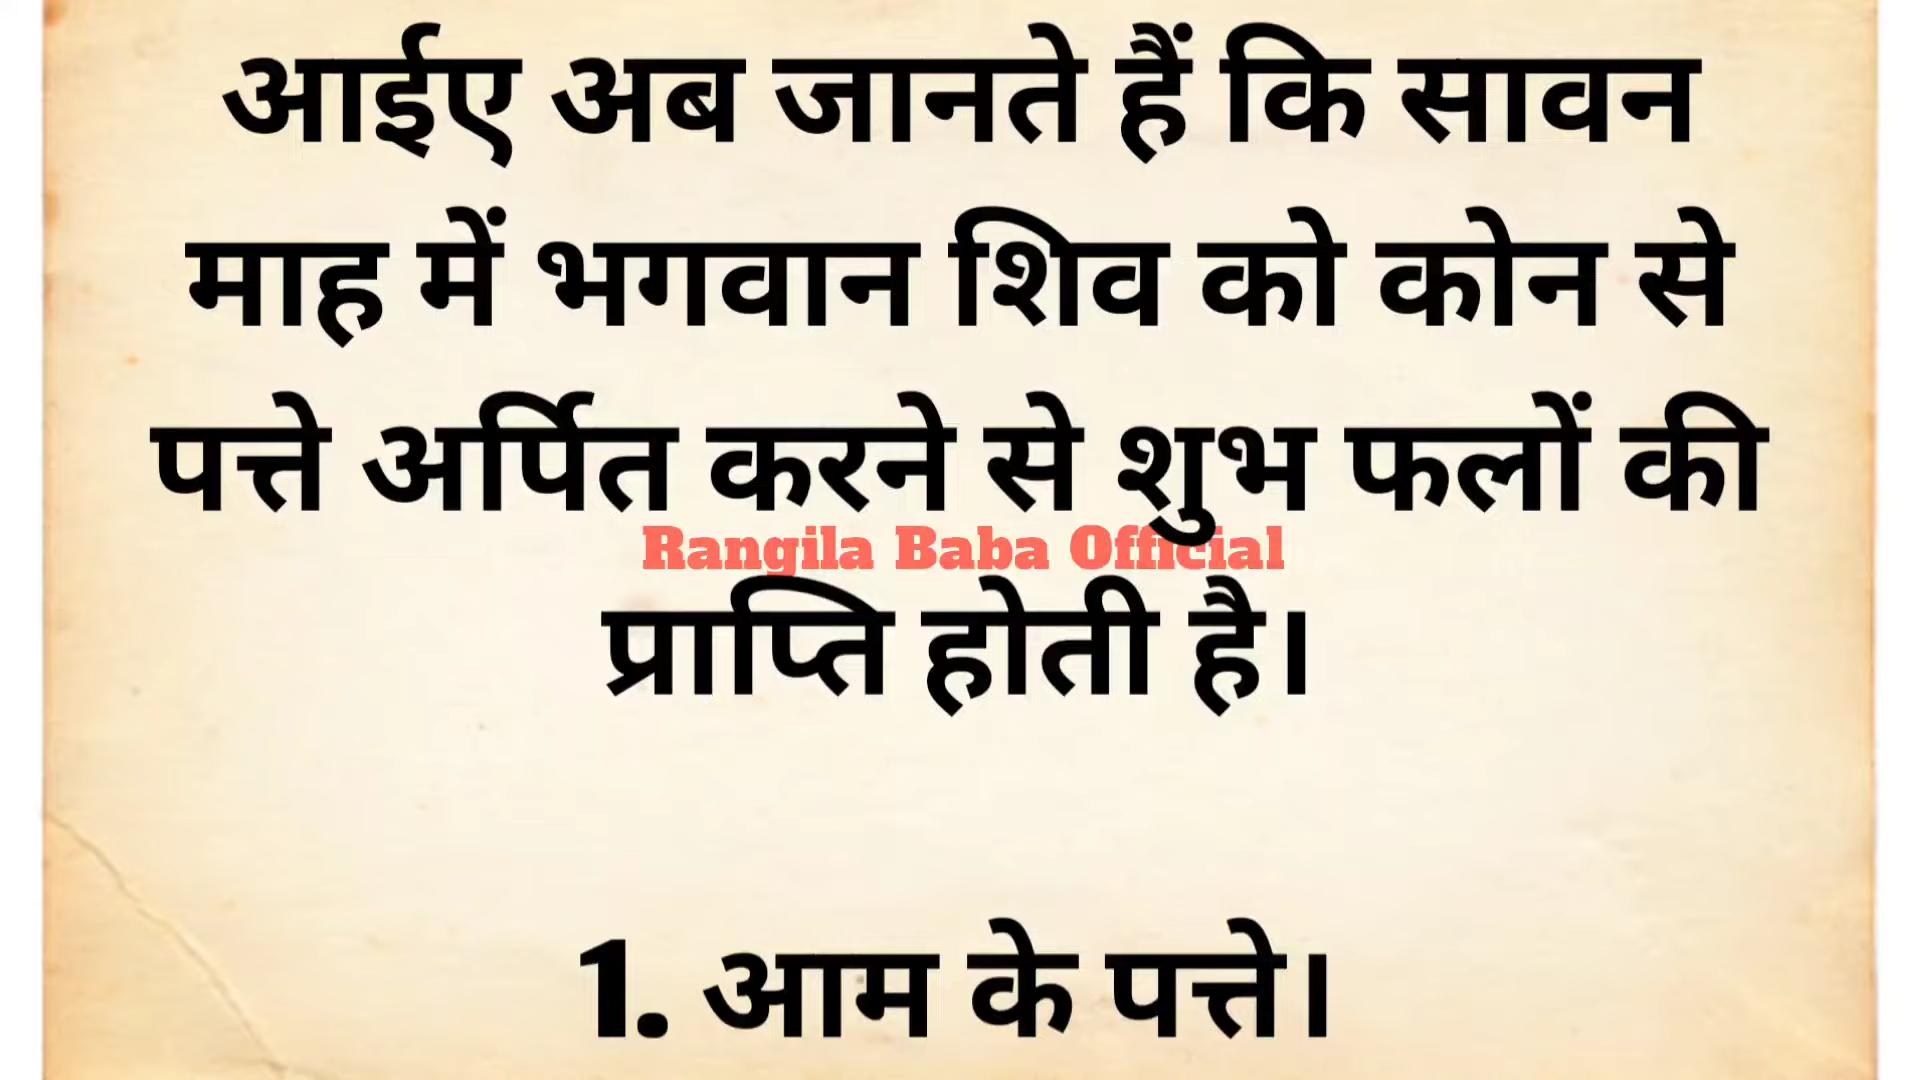 आईए अब जानते हैं कि सावन
माह में भगवान शिव को कोन से
पत्ते अर्पित करने से शुभ फलों की
Rangila Baba Official
प्राप्ति होती है।
1. आम के पत्ते।